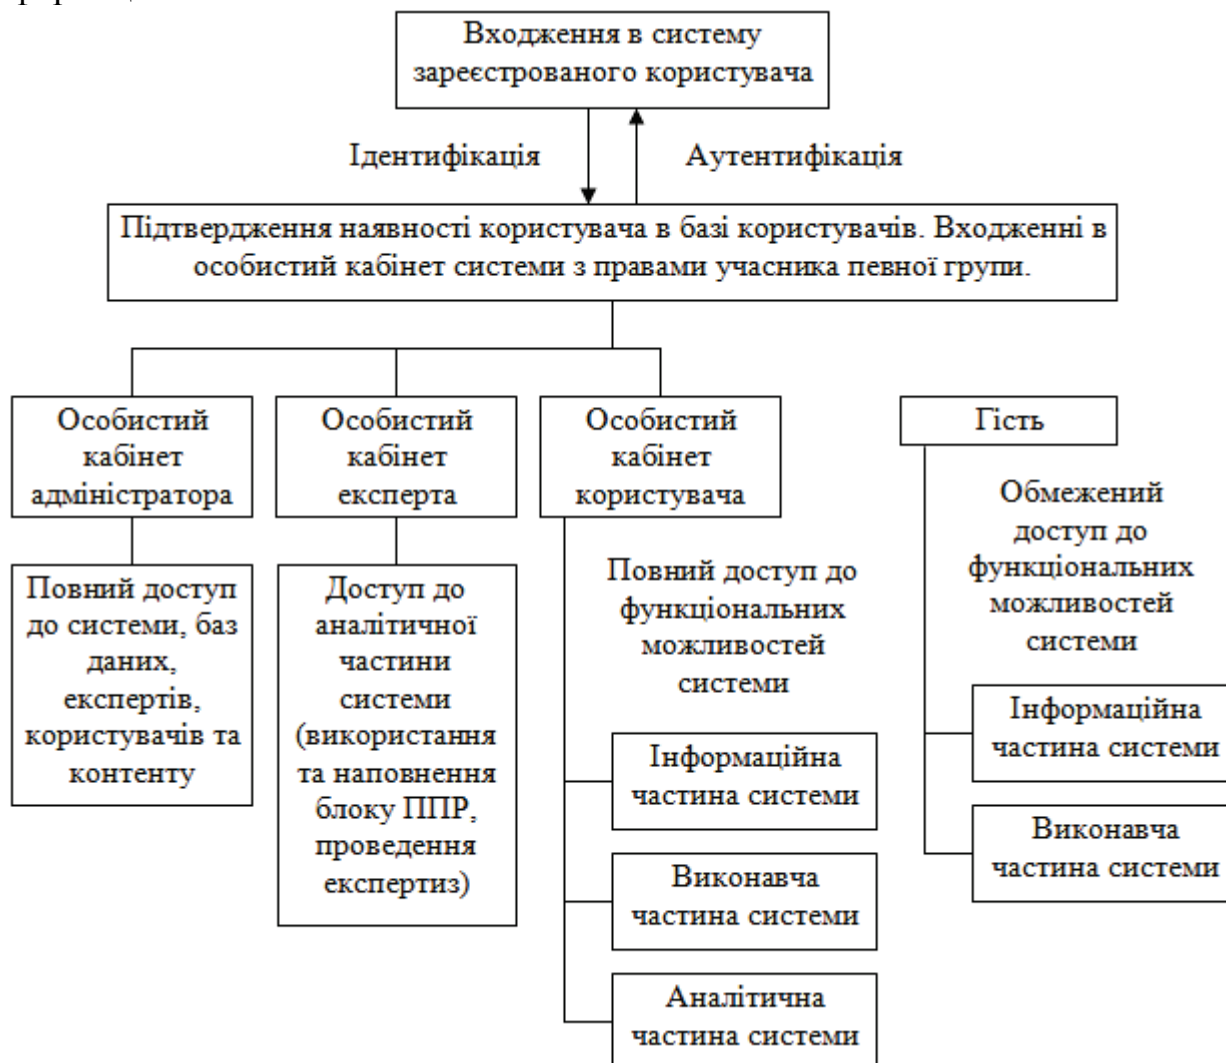 Входження в систему
зареєстрованого користувача
Ідентифікація
Аутентифікація
Підтвердження наявності користувача в базі користувачів. Входженні в
особистий кабінет системи з правами учасника певної групи.
Особистий
кабінет
адміністратора
Особистий
кабінет
експерта
Особистий
кабінет
користувача
Гість
Повний доступ
до системи, баз
даних,
експертів,
користувачів та
контенту
Доступ до
аналітичної
частини
системи
(використання
та наповнення
блоку ППР,
проведення
експертиз)
Повний доступ до
функціональних
можливостей
системи
Інформаційна
частина системи
Виконавча
частина системи
Аналітична
частина системи
Обмежений
доступ до
функціональних
можливостей
системи
Інформаційна
частина системи
Виконавча
частина системи